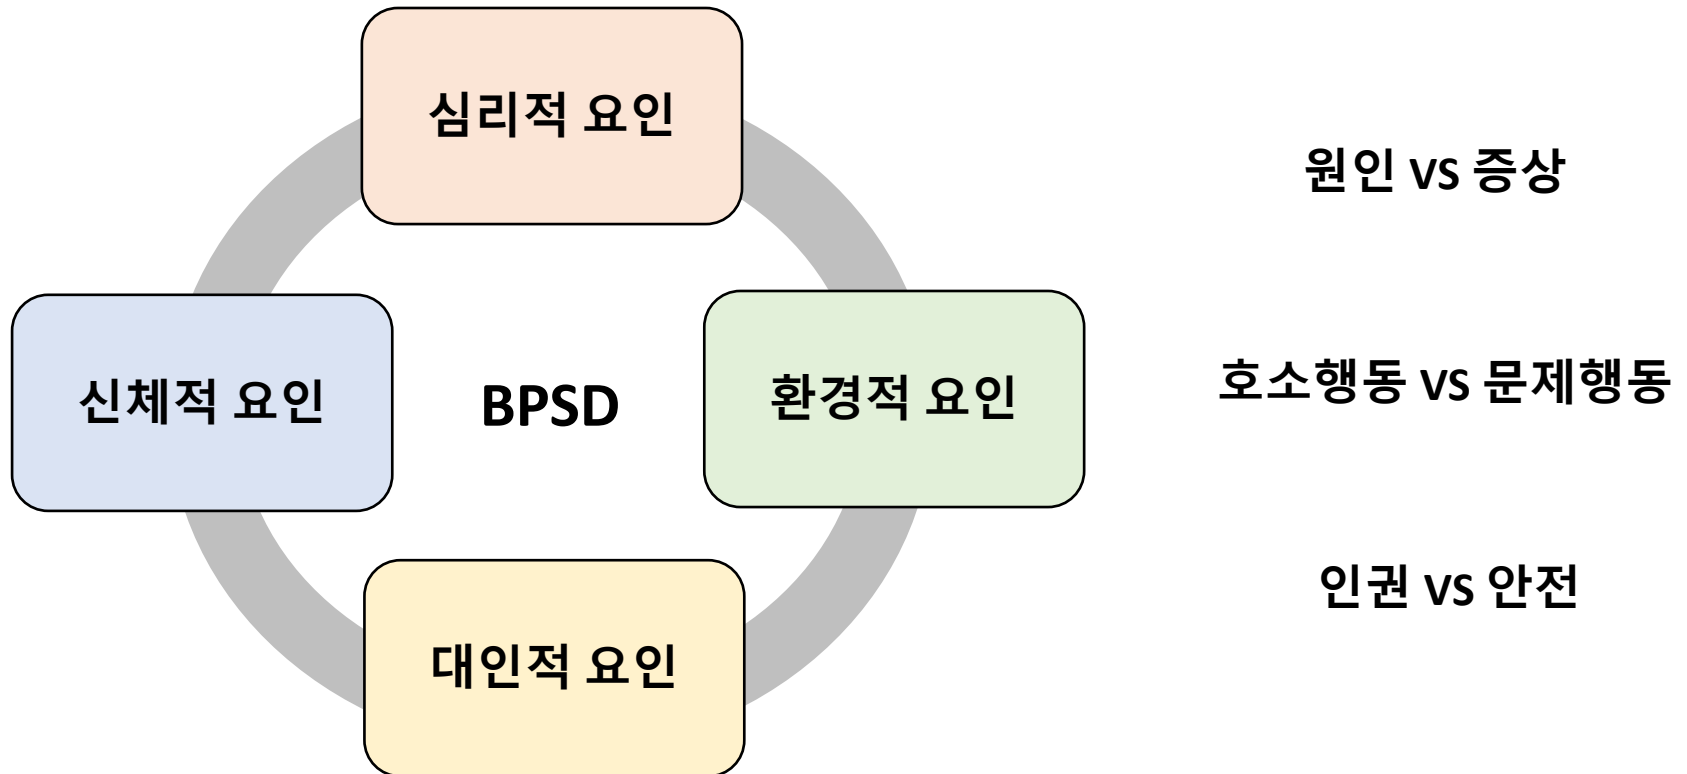 심리적 요인
신체적 요인
BPSD
환경적 요인
대인적 요인
원인 VS 증상
호소행동 VS 문제행동
인권 VS 안전